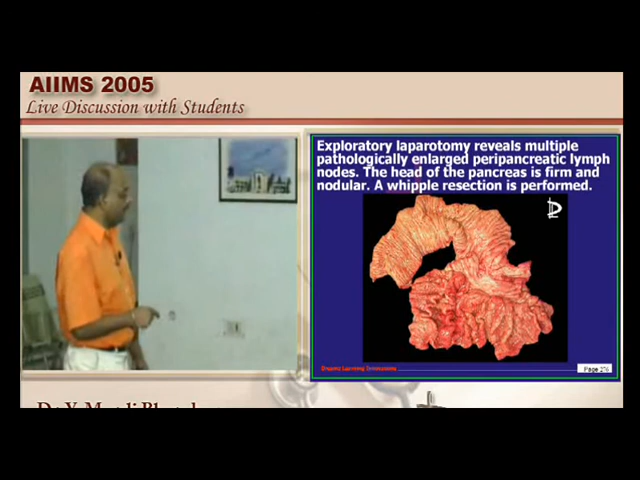 AIIMS 2005
Live Discussion with Students
Exploratory laparotomy reveals multiple
pathologically enlarged peripancreatic lymph
nodes. The head of the pancreas is firm and
nodular. A whipple resection is performed.
Page